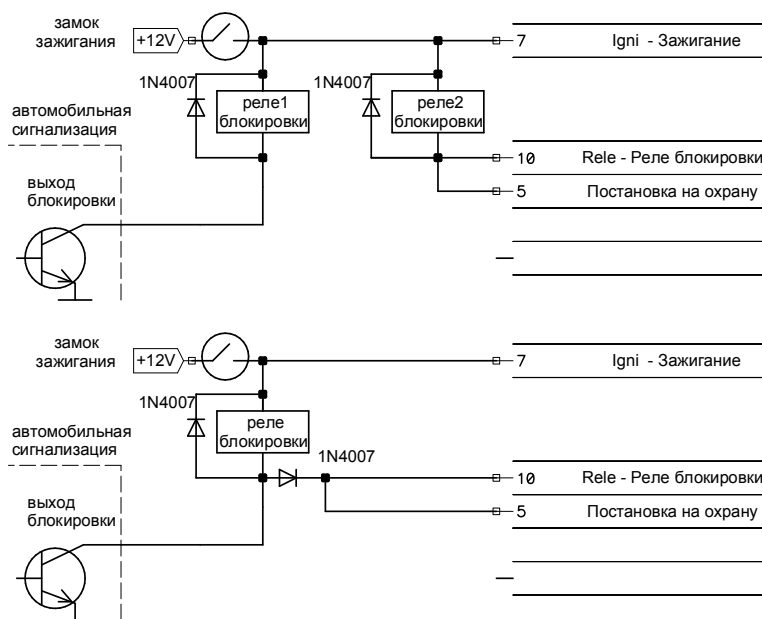 замок
зажигания
+12V
7 Igni - Зажигание
1N4007
реле1
блокировки
1N4007
реле2
блокировки
автомобильная
сигнализация
10 Rele - Реле блокировки
выход
блокировки
5 Постановка на охрану
замок
зажигания
+12V
7 Igni - Зажигание
1N4007
реле
блокировки
автомобильная
сигнализация
1N4007
10 Rele - Реле блокировки
выход
блокировки
5 Постановка на охрану